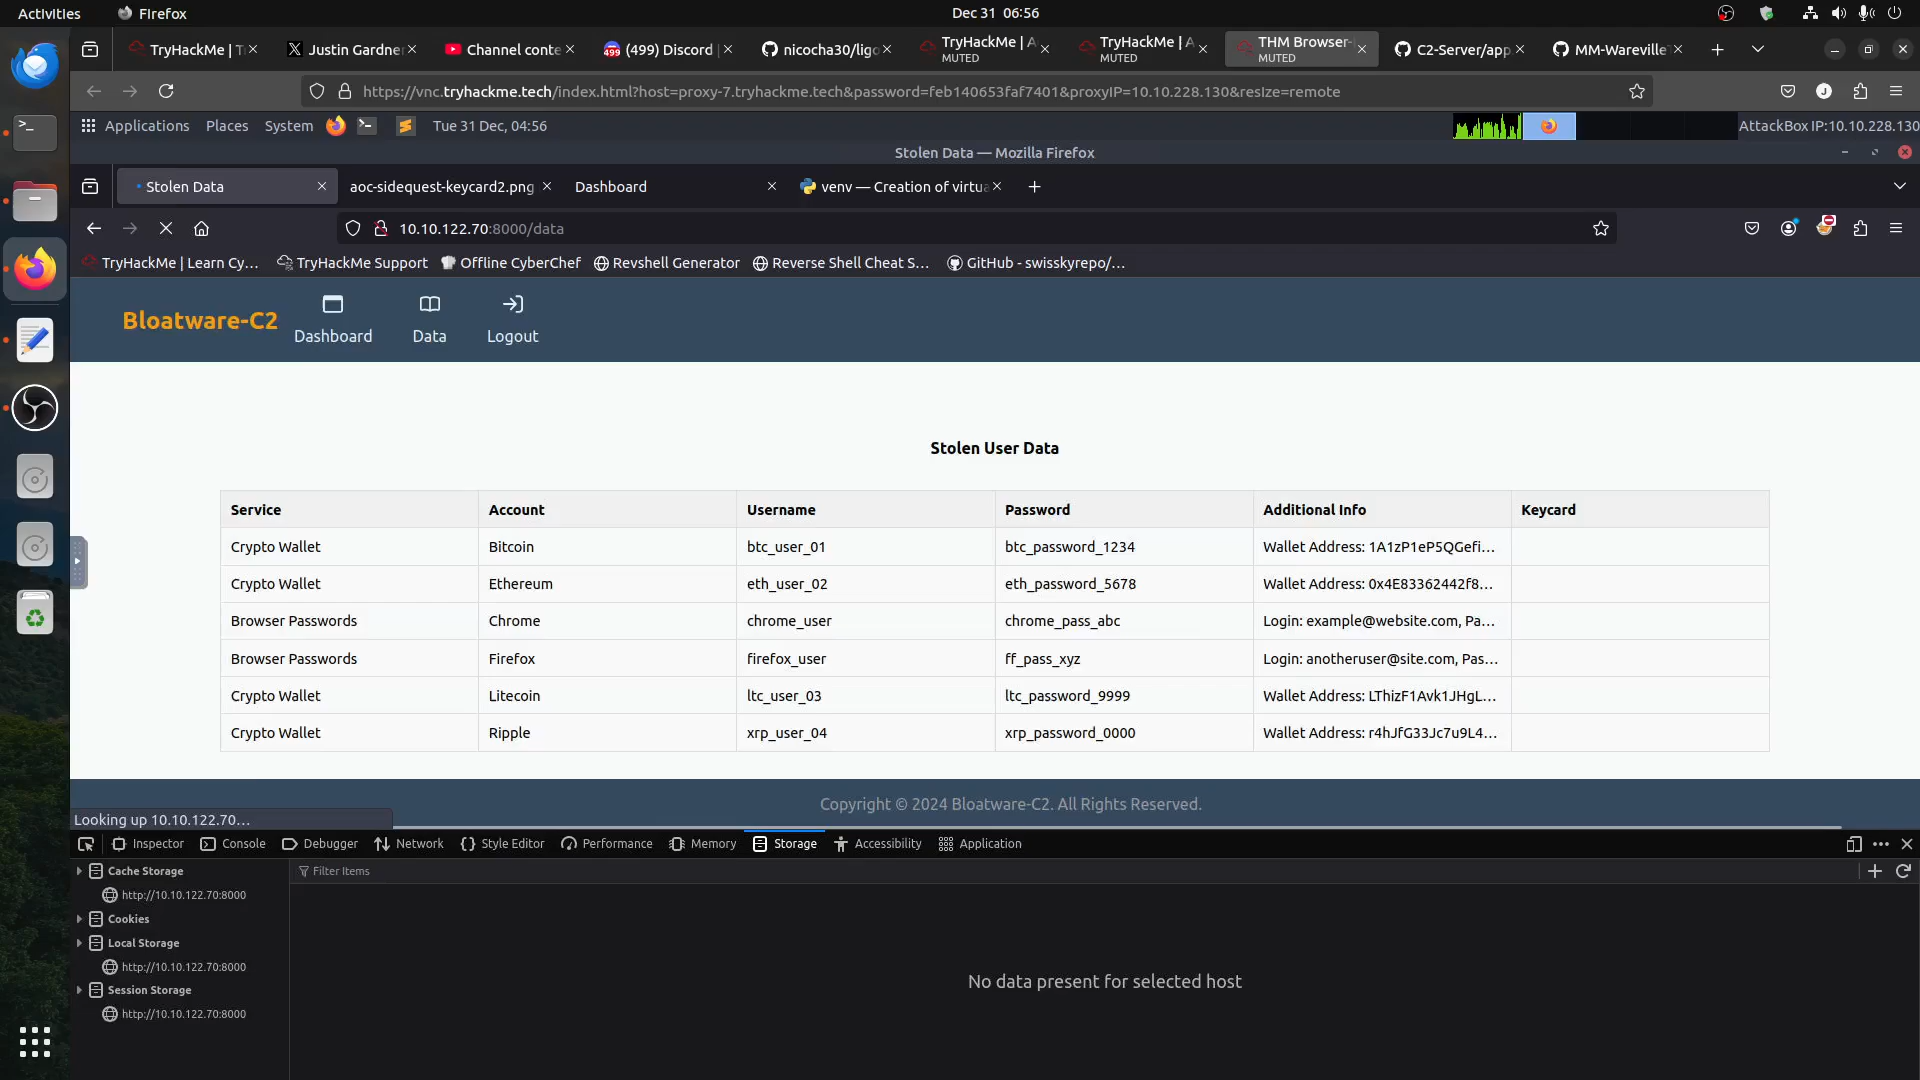 Activities Firefox Dec 31 06:56
TryHackMe | T Justin Gardne Channel conte (499) Discord | nicocha30/ligo TryHackMe | A MUTED TryHackMe | A MUTED THM Browser- MUTED C2-Server/app MM-Wareville
https://vnc.tryhackme.tech/index.html?host=proxy-7.tryhackme.tech&password=feb140653faf7401&proxyIP=10.10.228.130&resize=remote
Applications Places System Tue 31 Dec, 04:56 AttackBox IP:10.10.228.130
Stolen Data — Mozilla Firefox
Stolen Data aoc-sidequest-keycard2.png Dashboard venv — Creation of virtua
10.10.122.70:8000/data
TryHackMe | Learn Cy… TryHackMe Support Offline CyberChef Revshell Generator Reverse Shell Cheat S… GitHub - swisskyrepo/…
Bloatware-C2 Dashboard Data Logout
Stolen User Data
Service Account Username Password Additional Info Keycard
Crypto Wallet Bitcoin btc_user_01 btc_password_1234 Wallet Address: 1A1zP1eP5QGefi…
Crypto Wallet Ethereum eth_user_02 eth_password_5678 Wallet Address: 0x4E83362442f8…
Browser Passwords Chrome chrome_user chrome_pass_abc Login: example@website.com, Pa…
Browser Passwords Firefox firefox_user ff_pass_xyz Login: anotheruser@site.com, Pas…
Crypto Wallet Litecoin ltc_user_03 ltc_password_9999 Wallet Address: LThizF1Avk1JHgL…
Crypto Wallet Ripple xrp_user_04 xrp_password_0000 Wallet Address: r4hJfG33Jc7u9L4…
Copyright © 2024 Bloatware-C2. All Rights Reserved.
Looking up 10.10.122.70…
Inspector Console Debugger Network Style Editor Performance Memory Storage Accessibility Application
Cache Storage Filter Items
http://10.10.122.70:8000
Cookies
Local Storage
http://10.10.122.70:8000
No data present for selected host
Session Storage
http://10.10.122.70:8000